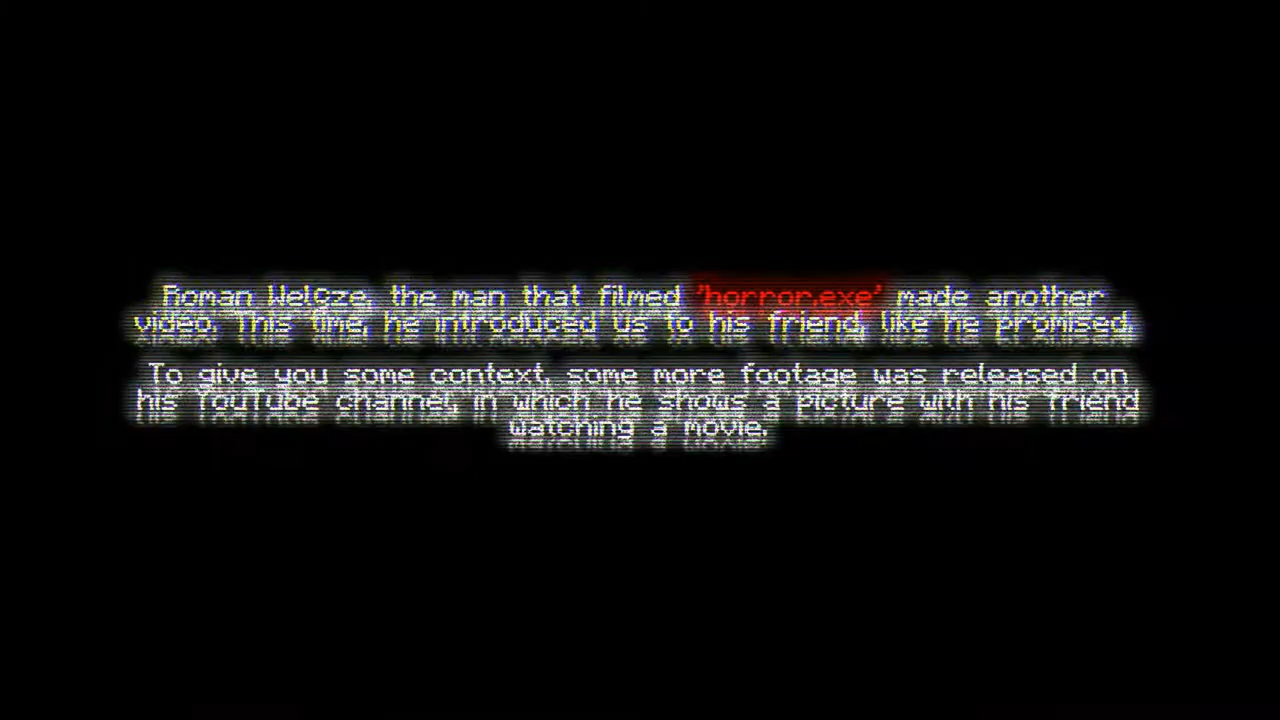 Roman Welcze, the man that filmed 'horror.exe' made another
video. This time, he introduced us to his friend, like he promised.
To give you some context, some more footage was released on
his YouTube channel, in which he shows a picture with his friend
watching a movie.